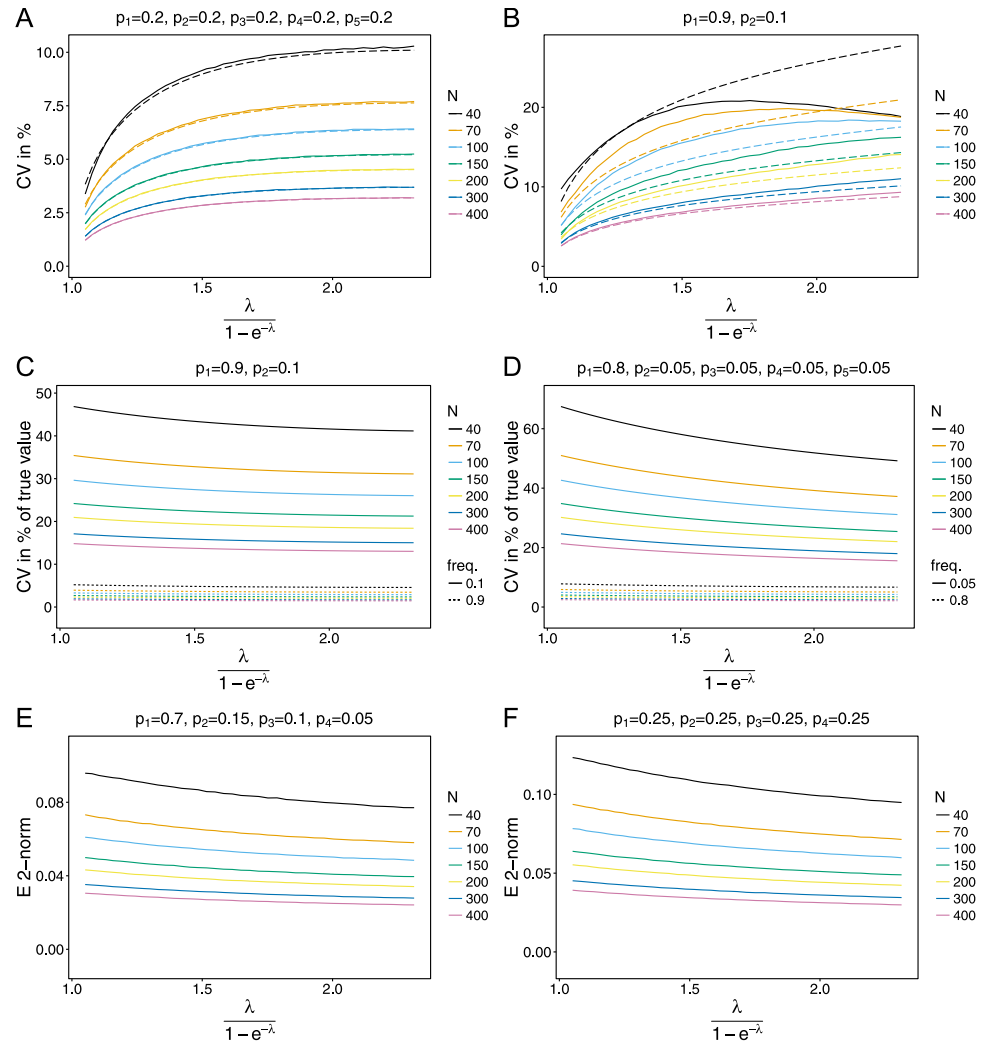 A
p1=0.2, p2=0.2, p3=0.2, p4=0.2, p5=0.2
CV in %
10.0
7.5
5.0
2.5
0.0
1.0 1.5 2.0
λ
1 − e−λ
N
40
70
100
150
200
300
400
B
p1=0.9, p2=0.1
CV in %
20
10
0
1.0 1.5 2.0
λ
1 − e−λ
N
40
70
100
150
200
300
400
C
p1=0.9, p2=0.1
CV in % of true value
50
40
30
20
10
0
1.0 1.5 2.0
λ
1 − e−λ
N
40
70
100
150
200
300
400
freq.
0.1
0.9
D
p1=0.8, p2=0.05, p3=0.05, p4=0.05, p5=0.05
CV in % of true value
60
40
20
0
1.0 1.5 2.0
λ
1 − e−λ
N
40
70
100
150
200
300
400
freq.
0.05
0.8
E
p1=0.7, p2=0.15, p3=0.1, p4=0.05
E 2−norm
0.08
0.04
0.00
1.0 1.5 2.0
λ
1 − e−λ
N
40
70
100
150
200
300
400
F
p1=0.25, p2=0.25, p3=0.25, p4=0.25
E 2−norm
0.10
0.05
0.00
1.0 1.5 2.0
λ
1 − e−λ
N
40
70
100
150
200
300
400